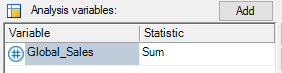 Analysis variables: Add
Variable Statistic
Global_Sales Sum